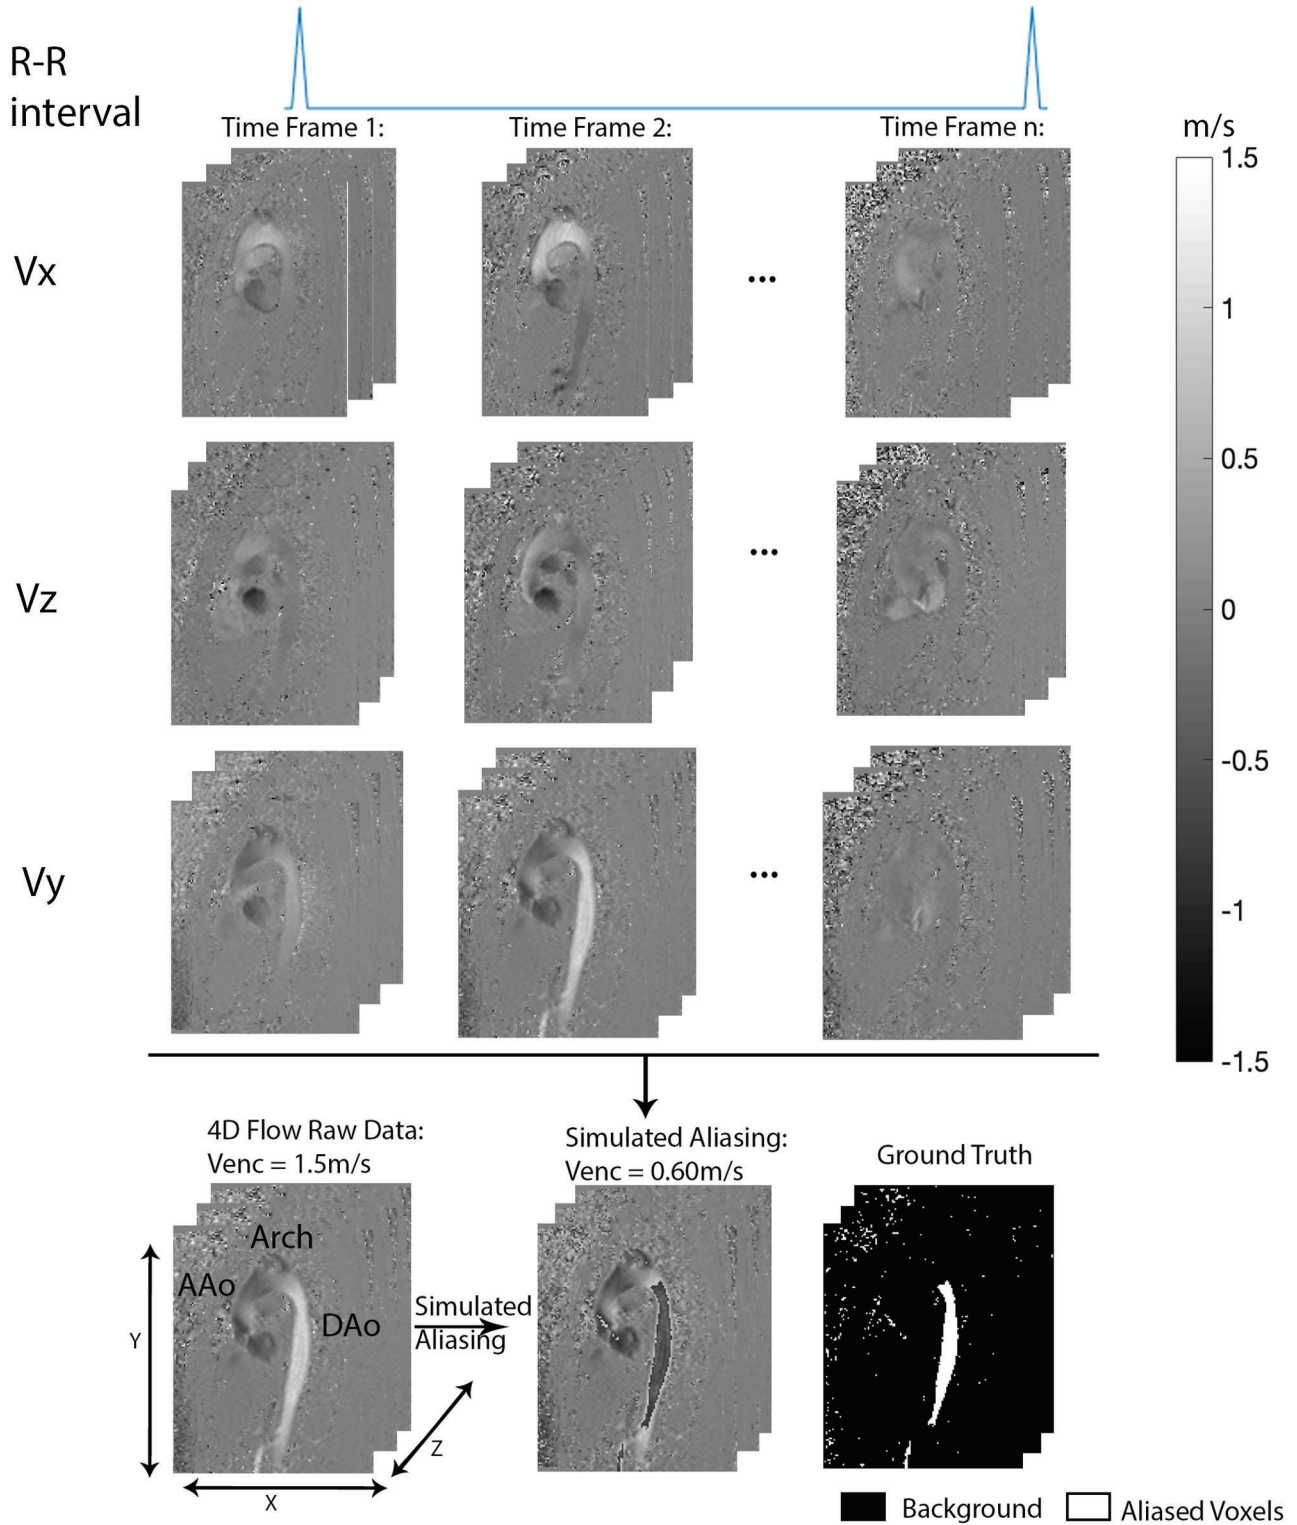 R-R
interval
Time Frame 1:
Time Frame 2:
Time Frame n:
m/s
1.5
1
0.5
0
-0.5
-1
-1.5
Vx
...
Vz
...
Vy
...
4D Flow Raw Data:
Venc = 1.5m/s
Simulated Aliasing:
Venc = 0.60m/s
Ground Truth
Arch
AAo
DAo
Simulated
Aliasing
Y
Z
X
Background
Aliased Voxels